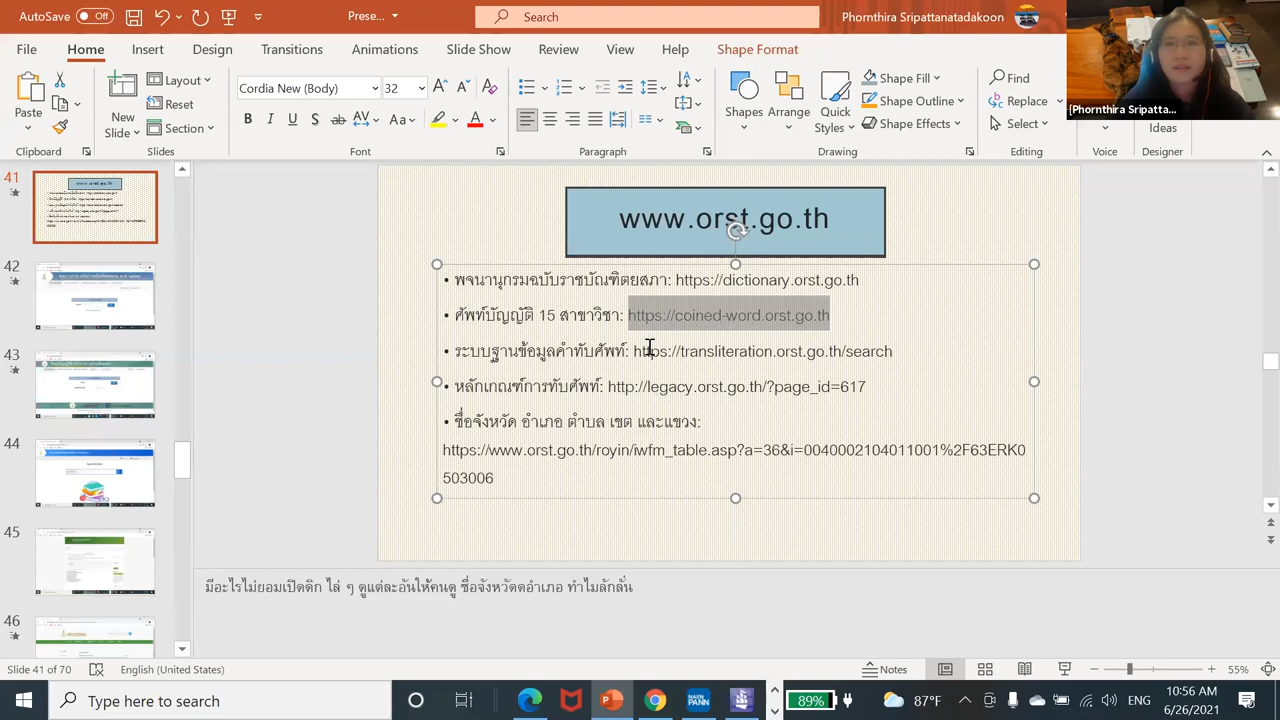 AutoSave Off
Prese...
Search
Phornthira Sripattanatadakoon
File Home Insert Design Transitions Animations Slide Show Review View Help Shape Format
Paste
New Slide
Layout
Reset
Section
Cordia New (Body) 32
Shapes Arrange Quick Styles
Shape Fill
Shape Outline
Shape Effects
Find
Replace
Select
[Phornthira Sripatta...
Ideas
Clipboard Slides Font Paragraph Drawing Editing Voice Designer
41
42
43
44
45
46
www.orst.go.th
• พจนานุกรมฉบับราชบัณฑิตยสภา: https://dictionary.orst.go.th
• ศัพท์บัญญัติ 15 สาขาวิชา: https://coined-word.orst.go.th
• ระบบฐานข้อมูลคำทับศัพท์: https://transliteration.orst.go.th/search
• หลักเกณฑ์การทับศัพท์: http://legacy.orst.go.th/?page_id=617
• ชื่อจังหวัด อำเภอ ตำบล เขต และแขวง:
https://www.orst.go.th/royin/iwfm_table.asp?a=36&i=0040002104011001%2F63ERK0
503006
มีอะไรไม่ยอมเปิดตึก เก ๆ ดูแลระฆังแพนดู ชื่อจังหวัดอำเภอ ทำไมลักลั่น
Slide 41 of 70 English (United States) Notes 55%
Type here to search
89% 87°F ENG
10:56 AM
6/26/2021